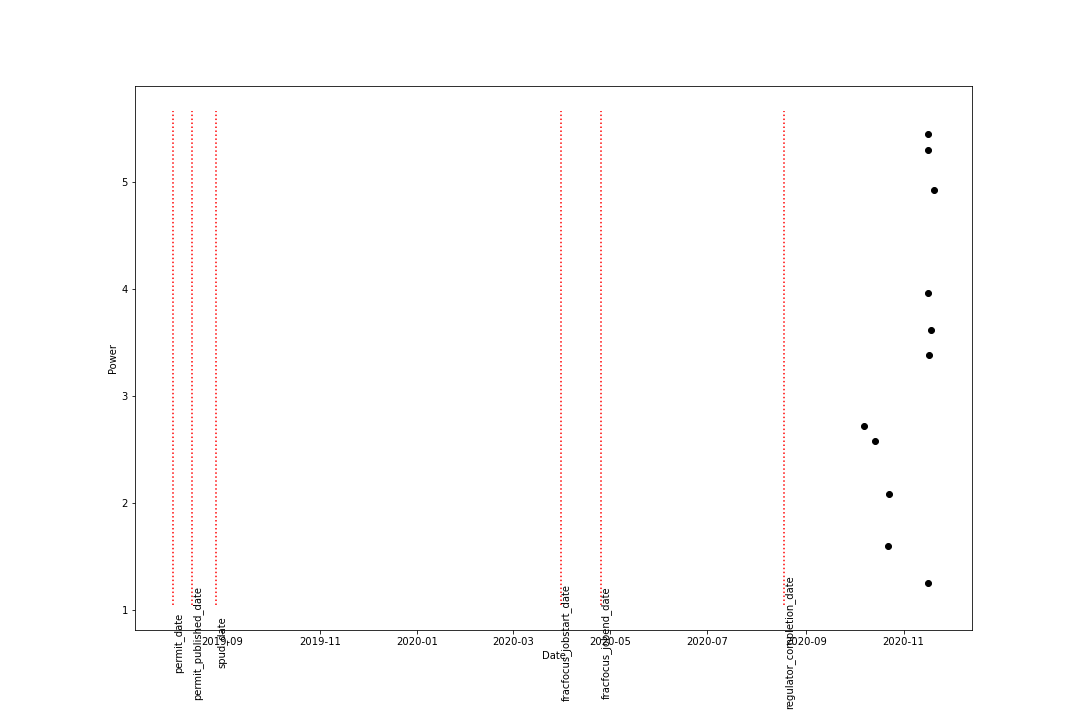 5
4
3
2
1
Power
2019-09
2019-11
2020-01
2020-03
2020-05
2020-07
2020-09
2020-11
Date
permit_date
permit_published_date
spud_date
fracfocus_jobstart_date
fracfocus_jobend_date
regulator_completion_date